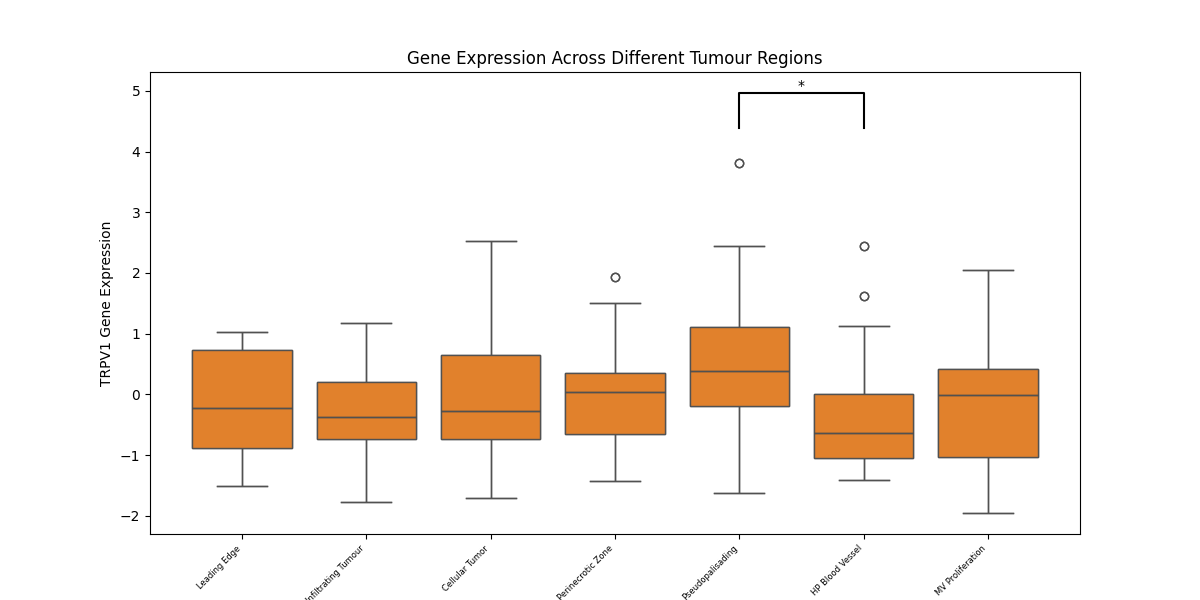 Gene Expression Across Different Tumour Regions
*
TRPV1 Gene Expression
5
4
3
2
1
0
−1
−2
Leading Edge
nfiltrating Tumour
Cellular Tumor
Perinecrotic Zone
Pseudopalisading
HP Blood Vessel
MV Proliferation